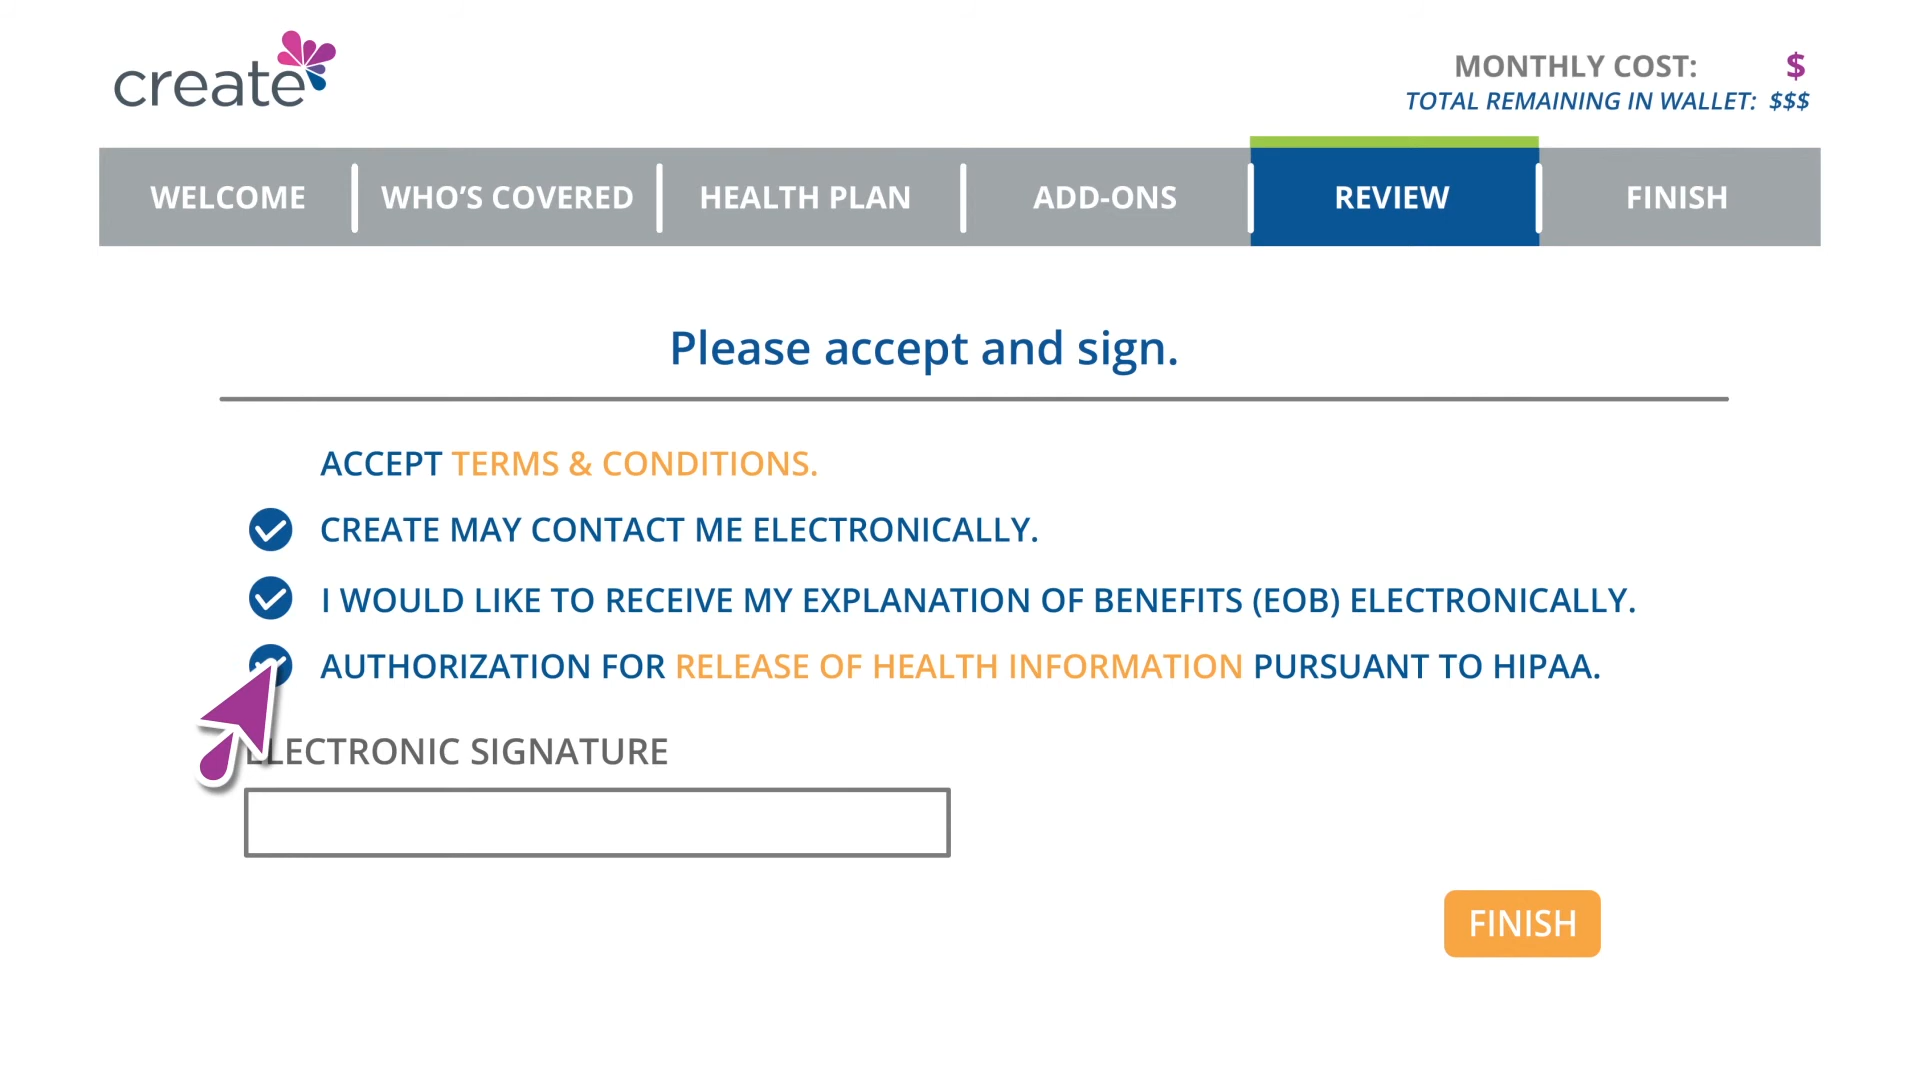 create
MONTHLY COST: $
TOTAL REMAINING IN WALLET: $$$
WELCOME
WHO’S COVERED
HEALTH PLAN
ADD-ONS
REVIEW
FINISH
Please accept and sign.
ACCEPT TERMS & CONDITIONS.
CREATE MAY CONTACT ME ELECTRONICALLY.
I WOULD LIKE TO RECEIVE MY EXPLANATION OF BENEFITS (EOB) ELECTRONICALLY.
AUTHORIZATION FOR RELEASE OF HEALTH INFORMATION PURSUANT TO HIPAA.
ELECTRONIC SIGNATURE
FINISH